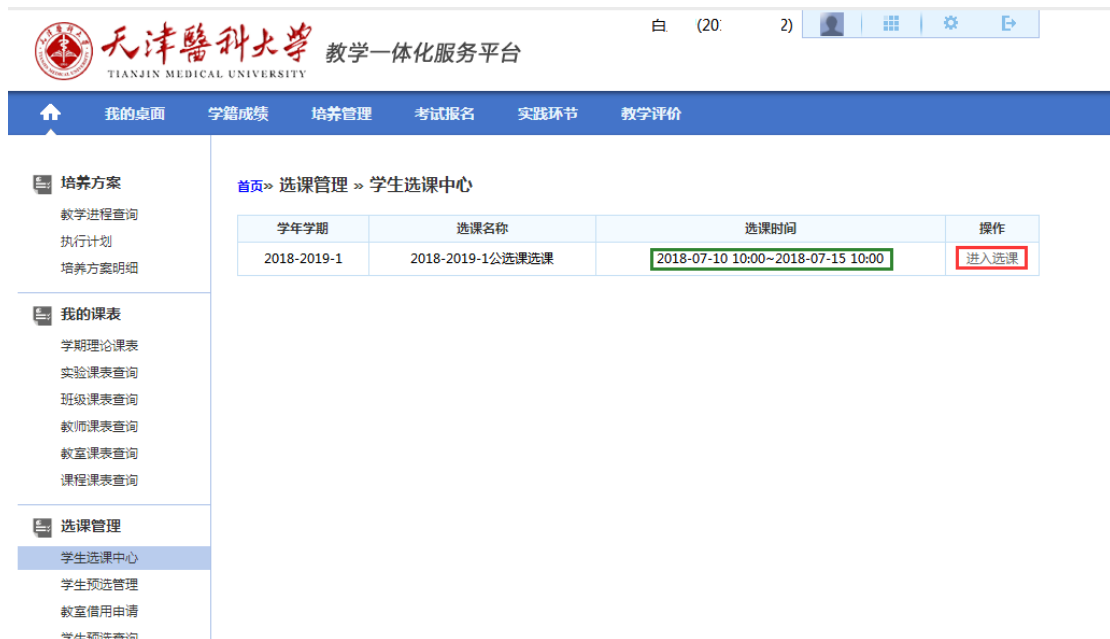 白 (20 2)
天津醫科大学 教学一体化服务平台
TIANJIN MEDICAL UNIVERSITY
我的桌面 学籍成绩 培养管理 考试报名 实践环节 教学评价
培养方案
教学进程查询
执行计划
培养方案明细
我的课表
学期理论课表
实验课表查询
班级课表查询
教师课表查询
教室课表查询
课程课表查询
选课管理
学生选课中心
学生预选管理
教室借用申请
学生预选查询
首页» 选课管理 » 学生选课中心
学年学期 选课名称 选课时间 操作
2018-2019-1 2018-2019-1公选课选课 2018-07-10 10:00~2018-07-15 10:00 进入选课